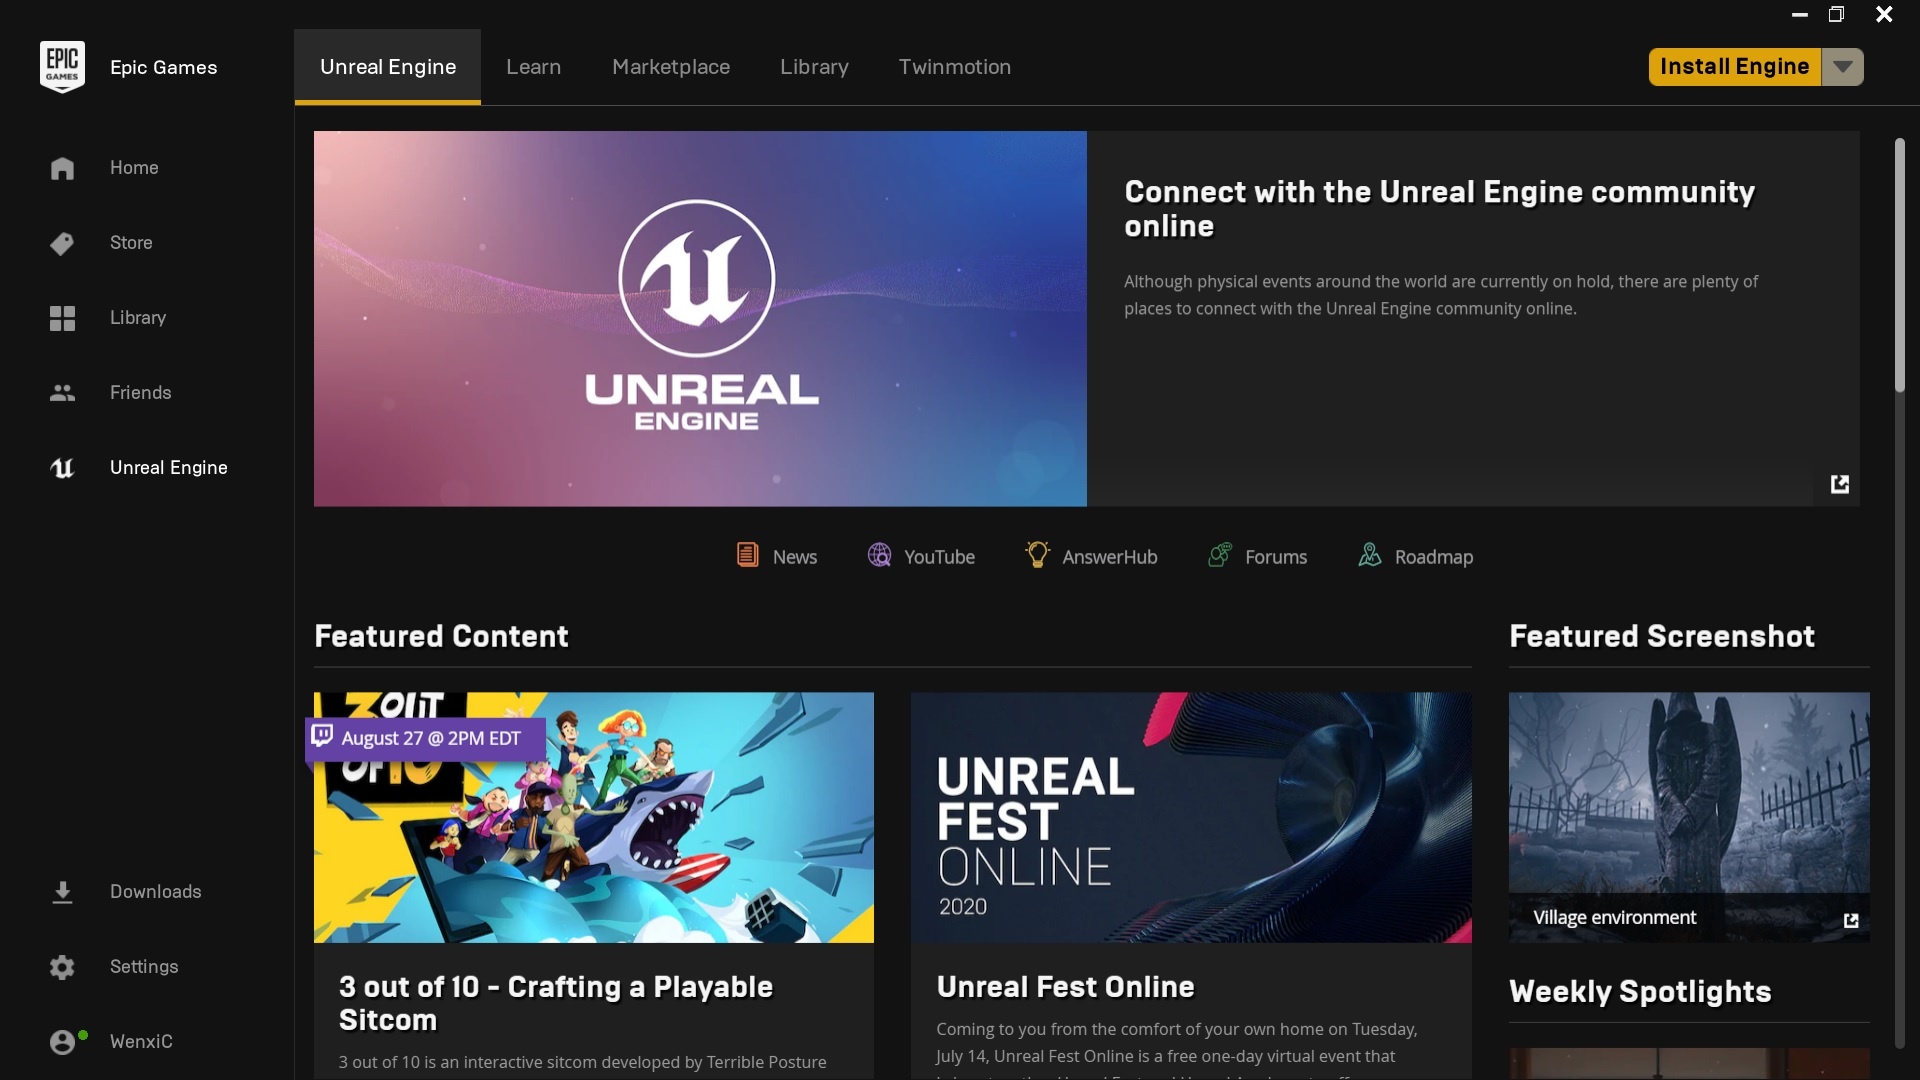 EPIC
GAMES
Epic Games
Unreal Engine
Learn
Marketplace
Library
Twinmotion
Install Engine
Home
Store
Library
Friends
Unreal Engine
UNREAL
ENGINE
Connect with the Unreal Engine community
online
Although physical events around the world are currently on hold, there are plenty of
places to connect with the Unreal Engine community online.
News
YouTube
AnswerHub
Forums
Roadmap
Featured Content
3 OUT
OF 10
August 27 @ 2PM EDT
3 out of 10 - Crafting a Playable
Sitcom
3 out of 10 is an interactive sitcom developed by Terrible Posture
UNREAL
FEST
ONLINE
2020
Unreal Fest Online
Coming to you from the comfort of your own home on Tuesday,
July 14, Unreal Fest Online is a free one-day virtual event that
Featured Screenshot
Village environment
Weekly Spotlights
Downloads
Settings
WenxiC